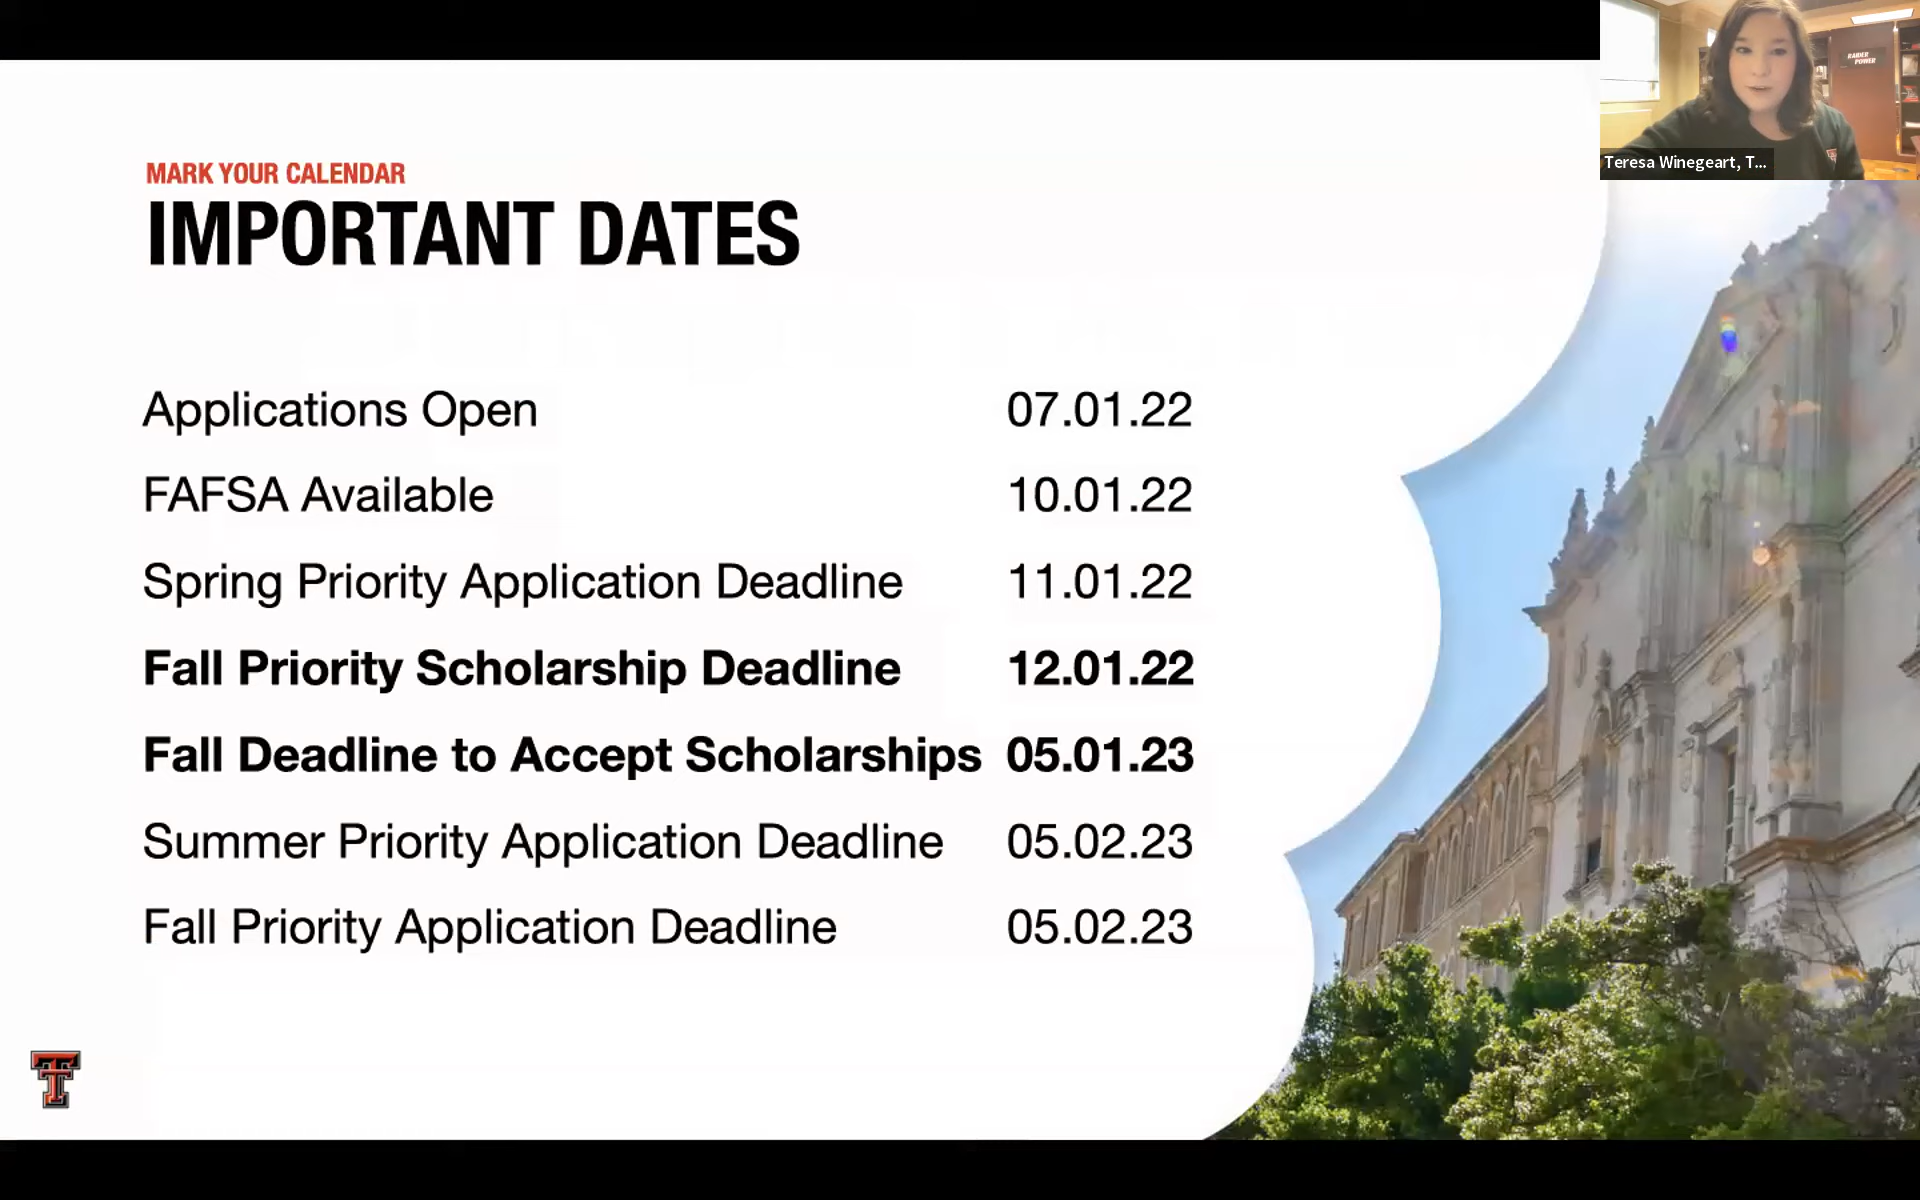 RAIDER
POWER
Teresa Winegeart, T...
MARK YOUR CALENDAR
IMPORTANT DATES
Applications Open 07.01.22
FAFSA Available 10.01.22
Spring Priority Application Deadline 11.01.22
Fall Priority Scholarship Deadline 12.01.22
Fall Deadline to Accept Scholarships 05.01.23
Summer Priority Application Deadline 05.02.23
Fall Priority Application Deadline 05.02.23